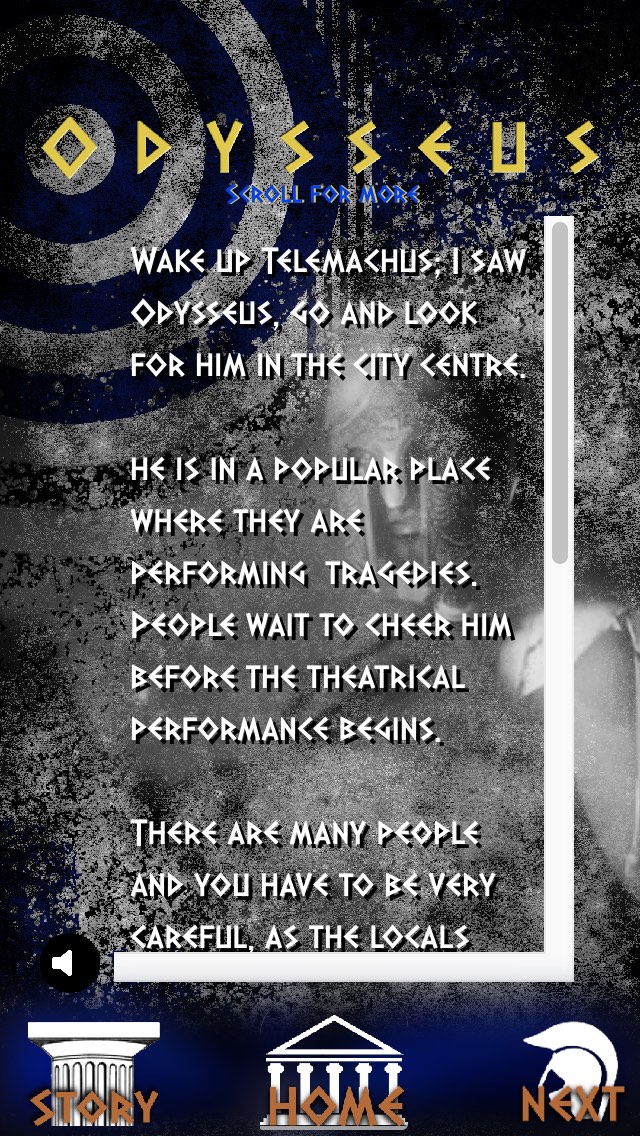 ODYSSEUS
SCROLL FOR MORE
WAKE UP TELEMACHUS; I SAW
ODYSSEUS, GO AND LOOK
FOR HIM IN THE CITY CENTRE.
HE IS IN A POPULAR PLACE
WHERE THEY ARE
PERFORMING TRAGEDIES.
PEOPLE WAIT TO CHEER HIM
BEFORE THE THEATRICAL
PERFORMANCE BEGINS.
THERE ARE MANY PEOPLE
AND YOU HAVE TO BE VERY
CAREFUL, AS THE LOCALS
STORY
HOME
NEXT